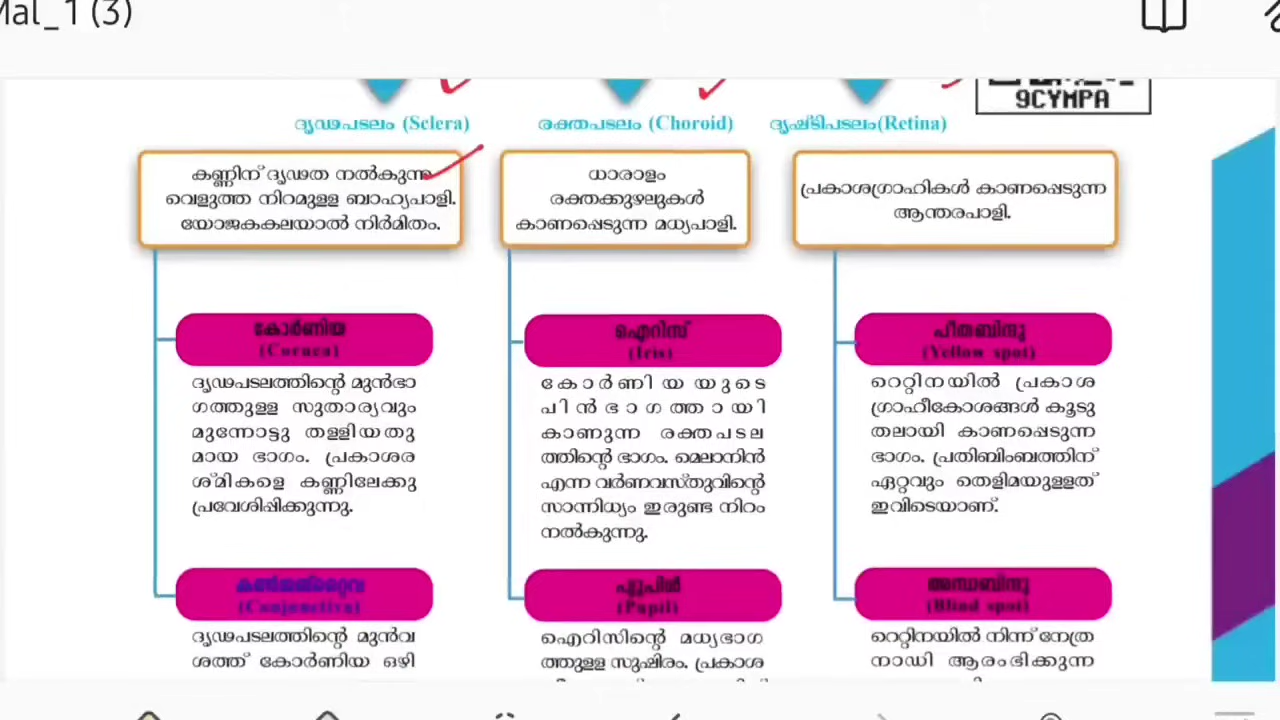 Mal_1 (3)
9CYMPA
ദൃഢപടലം (Sclera)
രക്തപടലം (Choroid)
ദൃഷ്ടിപടലം(Retina)
കണ്ണിന് ദൃഢത നൽകുന്ന
വെളുത്ത നിറമുള്ള ബാഹ്യപാളി.
യോജകകലയാൽ നിർമിതം.
ധാരാളം
രക്തക്കുഴലുകൾ
കാണപ്പെടുന്ന മധ്യപാളി.
പ്രകാശഗ്രാഹികൾ കാണപ്പെടുന്ന
ആന്തരപാളി.
കോർണിയ
(Cornea)
ദൃഢപടലത്തിന്റെ മുൻഭാ
ഗത്തുള്ള സുതാര്യവും
മുന്നോട്ടു തള്ളിയതു
മായ ഭാഗം. പ്രകാശര
ശ്മികളെ കണ്ണിലേക്കു
പ്രവേശിപ്പിക്കുന്നു.
ഐറിസ്
(Iris)
കോർണിയയുടെ
പിൻഭാഗത്തായി
കാണുന്ന രക്തപടല
ത്തിന്റെ ഭാഗം. മെലാനിൻ
എന്ന വർണവസ്തുവിന്റെ
സാന്നിധ്യം ഇരുണ്ട നിറം
നൽകുന്നു.
പീതബിന്ദു
(Yellow spot)
റെറ്റിനയിൽ പ്രകാശ
ഗ്രാഹീകോശങ്ങൾ കൂടു
തലായി കാണപ്പെടുന്ന
ഭാഗം. പ്രതിബിംബത്തിന്
ഏറ്റവും തെളിമയുള്ളത്
ഇവിടെയാണ്.
കൺജങ്റ്റൈവ
(Conjunctiva)
ദൃഢപടലത്തിന്റെ മുൻവ
ശത്ത് കോർണിയ ഒഴി
പ്യൂപിൾ
(Pupil)
ഐറിസിന്റെ മധ്യഭാഗ
ത്തുള്ള സുഷിരം. പ്രകാശ
അന്ധബിന്ദു
(Blind spot)
റെറ്റിനയിൽ നിന്ന് നേത്ര
നാഡി ആരംഭിക്കുന്ന